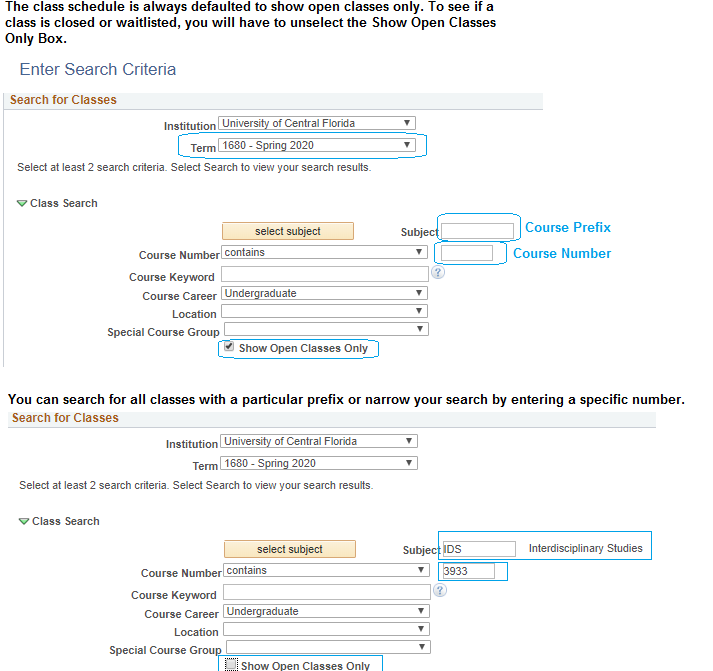 The class schedule is always defaulted to show open classes only. To see if a
class is closed or waitlisted, you will have to unselect the Show Open Classes
Only Box.
Enter Search Criteria
Search for Classes
Institution University of Central Florida
Term 1680 - Spring 2020
Select at least 2 search criteria. Select Search to view your search results.
Class Search
select subject Subject Course Prefix
Course Number contains Course Number
Course Keyword ?
Course Career Undergraduate
Location
Special Course Group
Show Open Classes Only
You can search for all classes with a particular prefix or narrow your search by entering a specific number.
Search for Classes
Institution University of Central Florida
Term 1680 - Spring 2020
Select at least 2 search criteria. Select Search to view your search results.
Class Search
select subject Subject IDS Interdisciplinary Studies
Course Number contains 3933
Course Keyword ?
Course Career Undergraduate
Location
Special Course Group
Show Open Classes Only